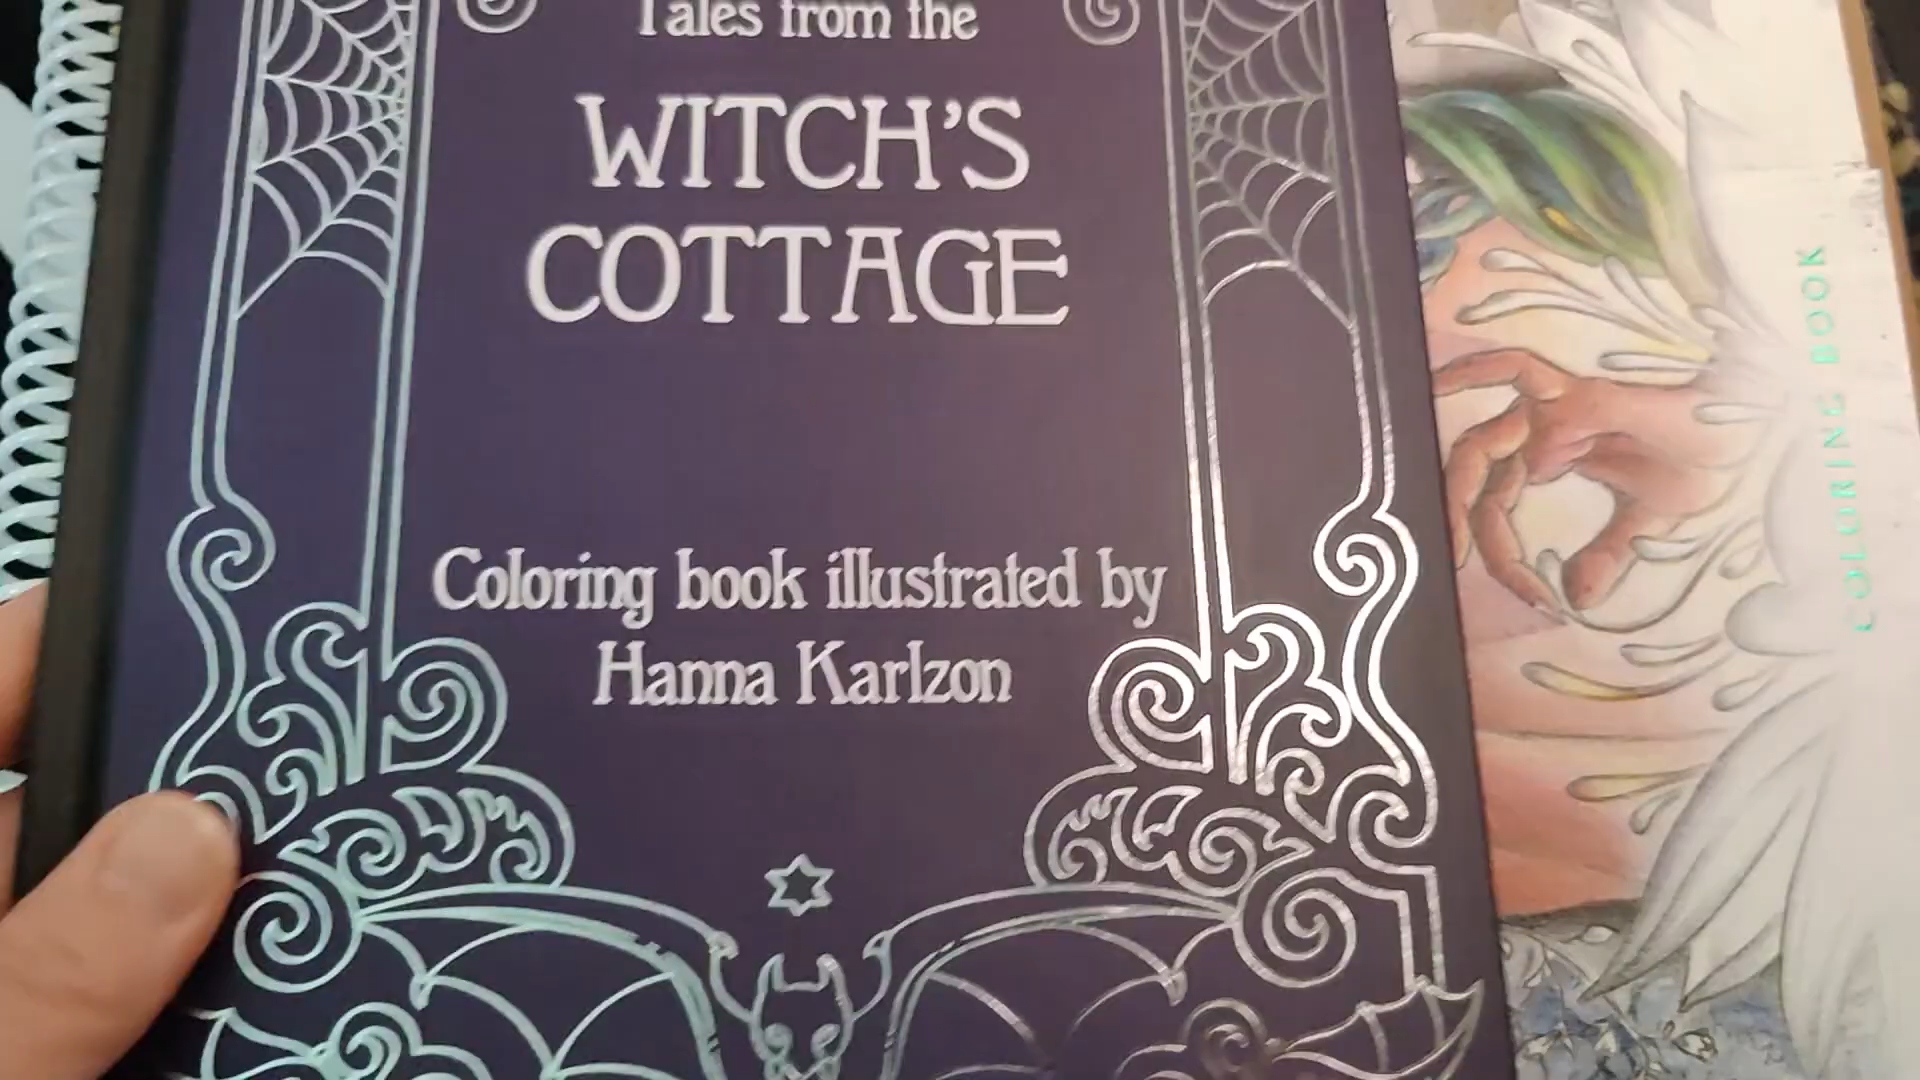 Tales from the
WITCH'S
COTTAGE
Coloring book illustrated by
Hanna Karlzon
COLORING BOOK